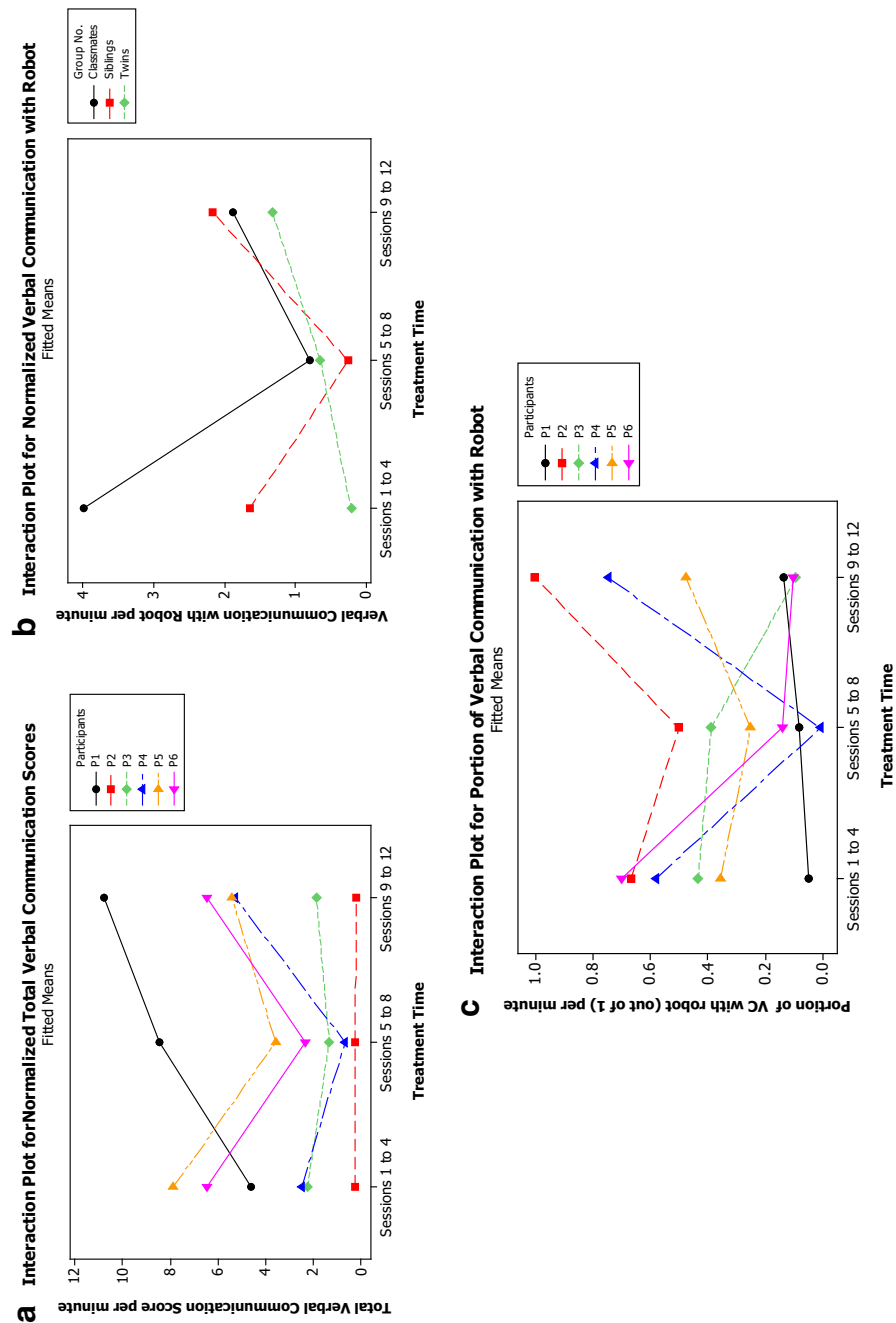 a Interaction Plot for Normalized Total Verbal Communication Scores
Fitted Means
Total Verbal Communication Score per minute
12
10
8
6
4
2
0
Sessions 1 to 4
Sessions 5 to 8
Sessions 9 to 12
Treatment Time
Participants
P1
P2
P3
P4
P5
P6
b Interaction Plot for Normalized Verbal Communication with Robot
Fitted Means
Verbal Communication with Robot per minute
4
3
2
1
0
Sessions 1 to 4
Sessions 5 to 8
Sessions 9 to 12
Treatment Time
Group No.
Classmates
Siblings
Twins
c Interaction Plot for Portion of Verbal Communication with Robot
Fitted Means
Portion of VC with robot (out of 1) per minute
1.0
0.8
0.6
0.4
0.2
0.0
Sessions 1 to 4
Sessions 5 to 8
Sessions 9 to 12
Treatment Time
Participants
P1
P2
P3
P4
P5
P6